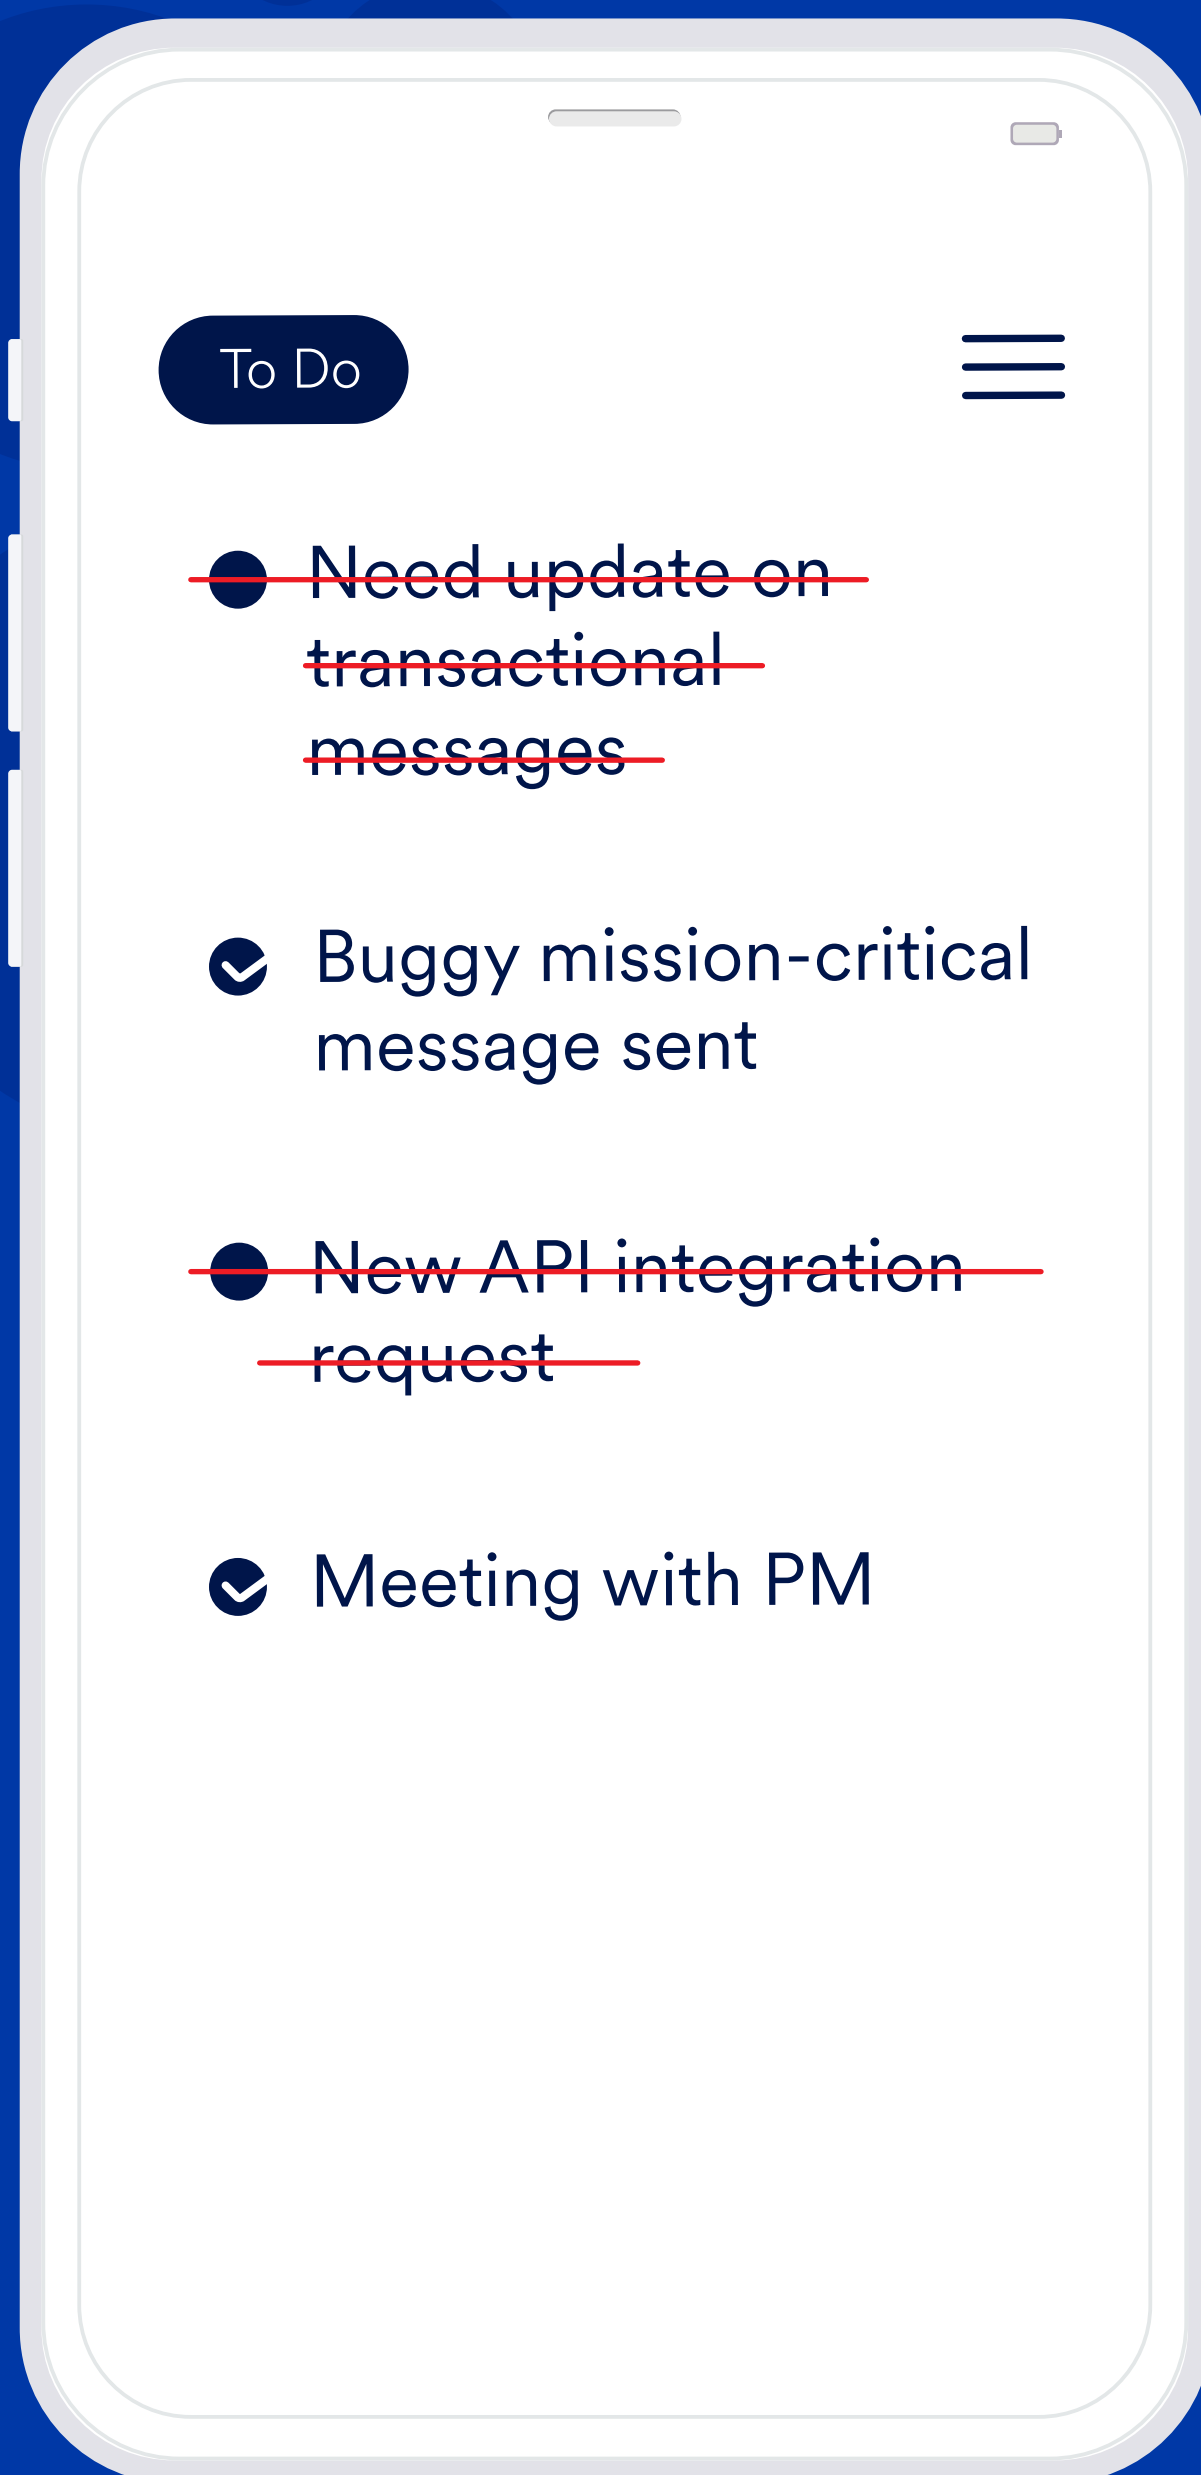 To Do
Need update on
transactional
messages
Buggy mission-critical
message sent
New API integration
request
Meeting with PM